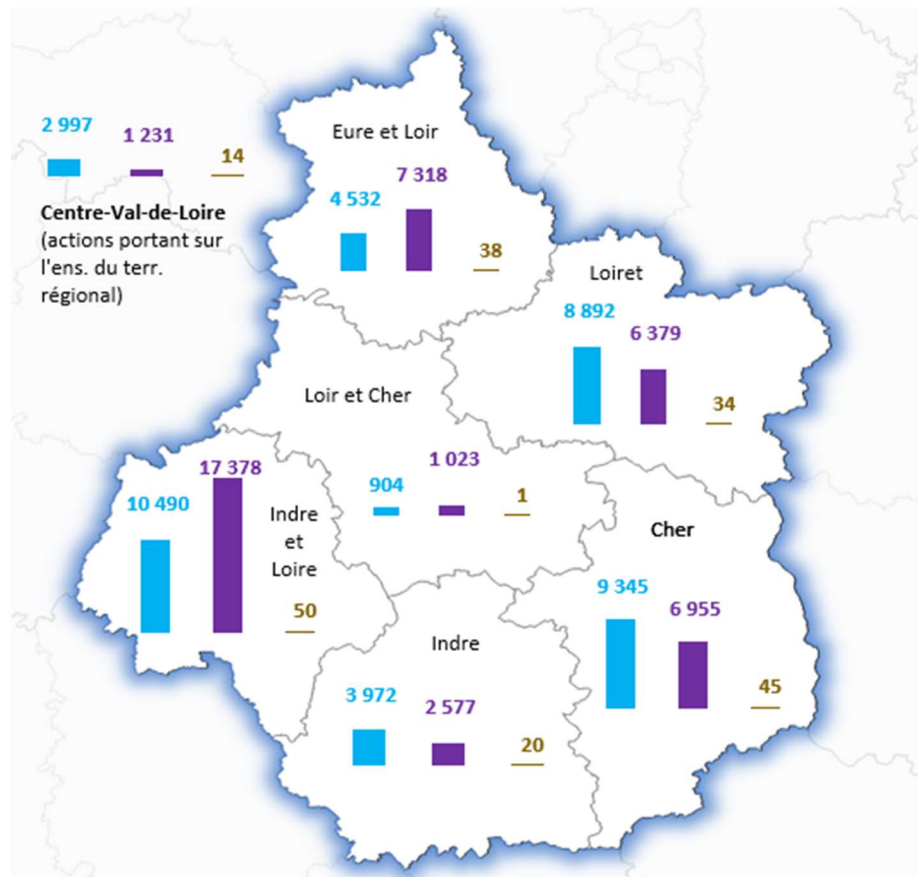 2 997
1 231
14
Centre-Val-de-Loire
(actions portant sur
l'ens. du terr.
régional)
Eure et Loir
4 532
7 318
38
Loiret
8 892
6 379
34
Loir et Cher
904
1 023
1
10 490
17 378
Indre
et
Loire
50
Cher
9 345
6 955
45
Indre
3 972
2 577
20